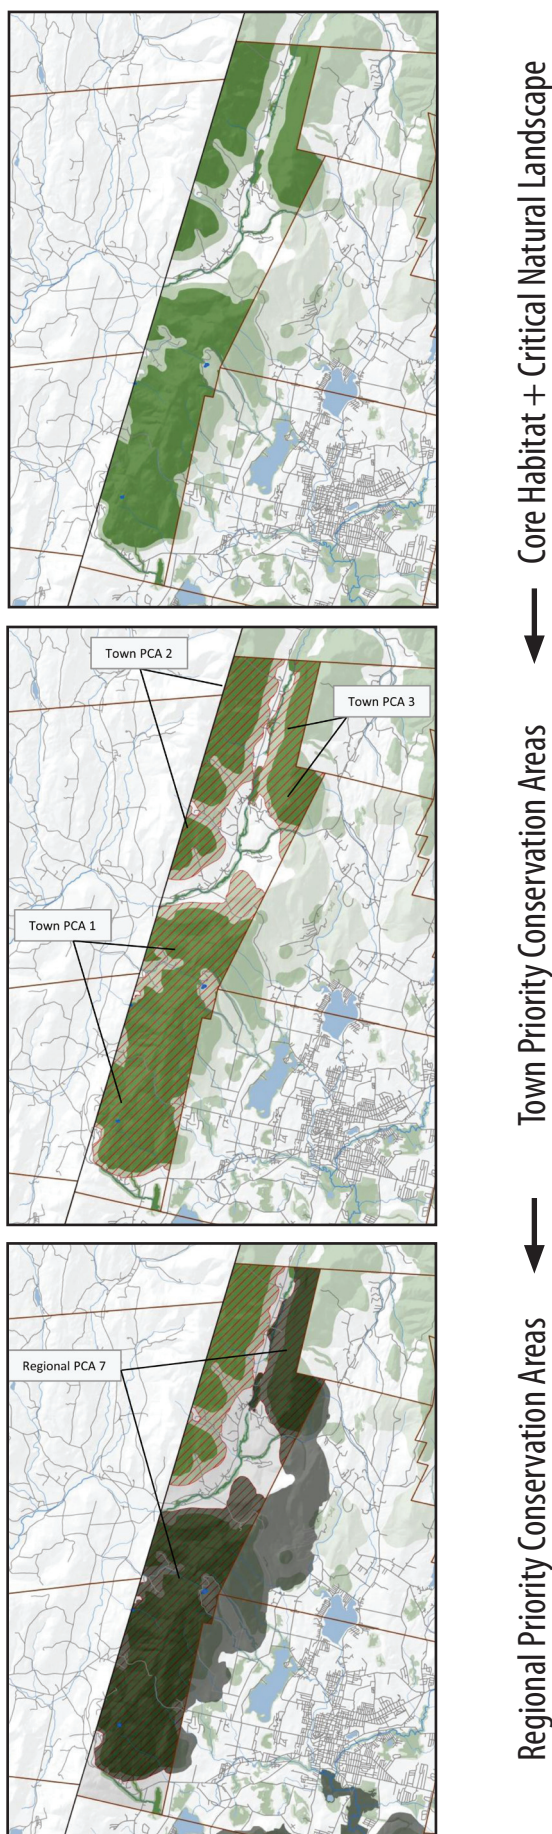 Core Habitat + Critical Natural Landscape
Town PCA 2
Town PCA 3
Town PCA 1
Town Priority Conservation Areas
Regional PCA 7
Regional Priority Conservation Areas